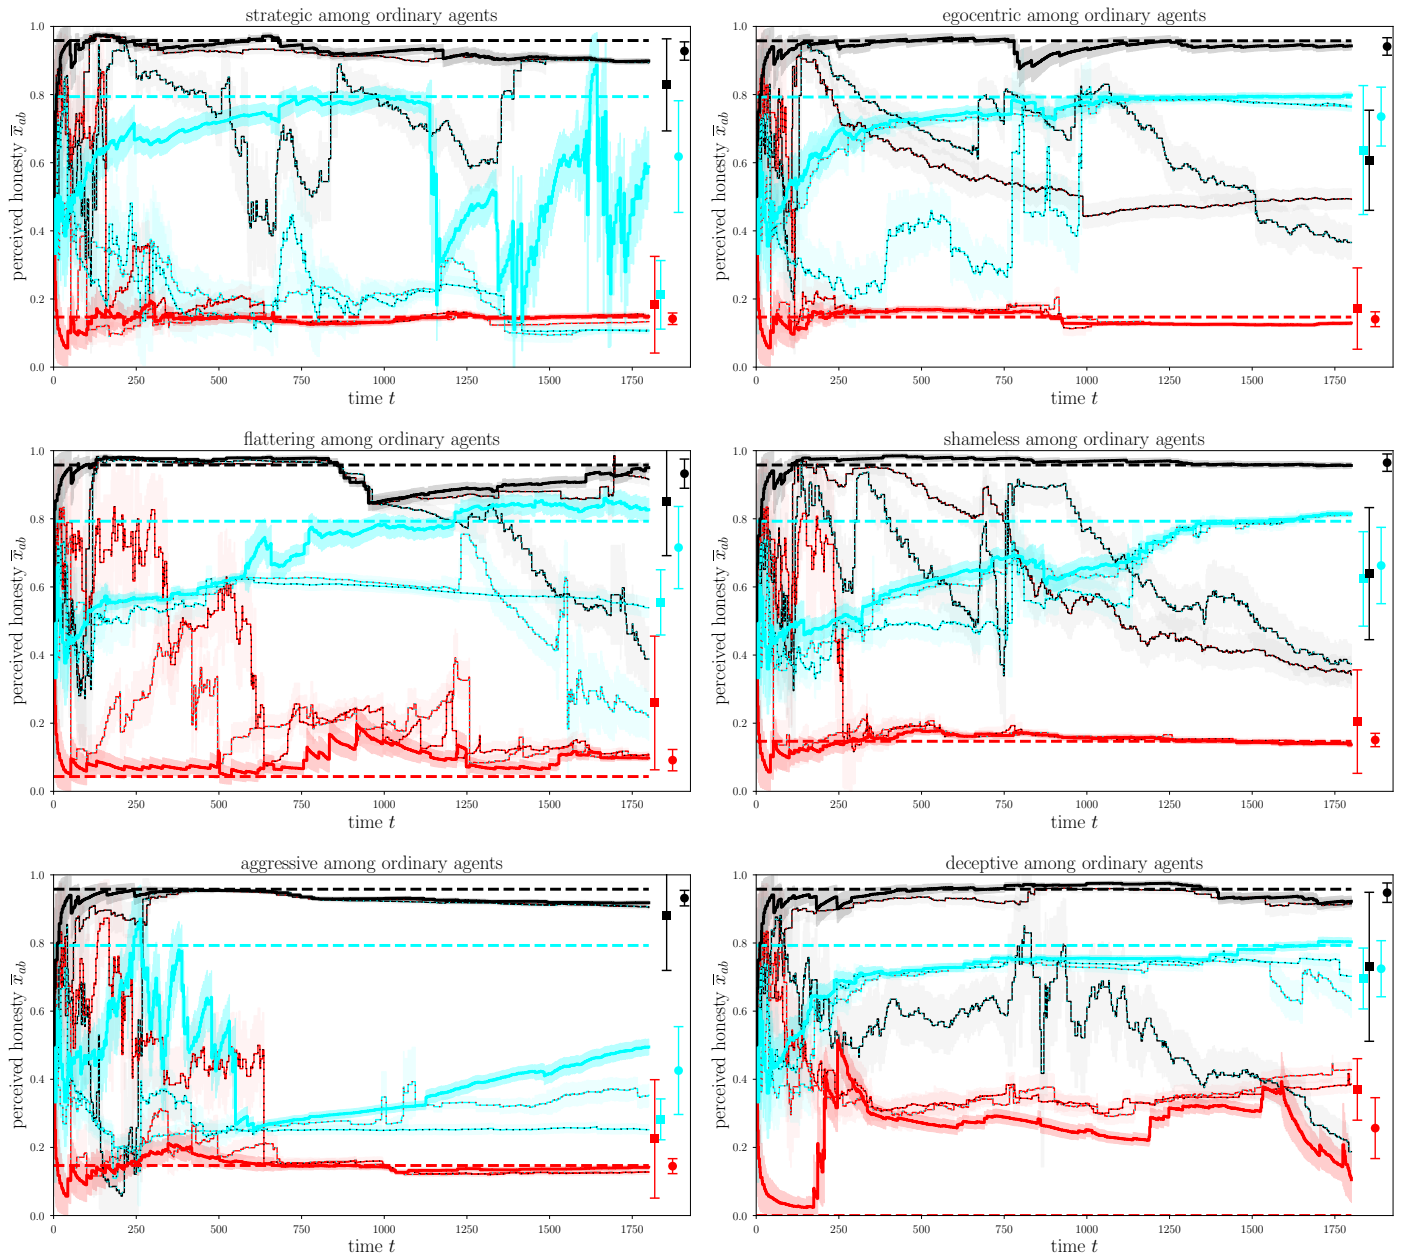 strategic among ordinary agents
perceived honesty x̄ab
1.0
0.8
0.6
0.4
0.2
0.0
0 250 500 750 1000 1250 1500 1750
time t
egocentric among ordinary agents
perceived honesty x̄ab
1.0
0.8
0.6
0.4
0.2
0.0
0 250 500 750 1000 1250 1500 1750
time t
flattering among ordinary agents
perceived honesty x̄ab
1.0
0.8
0.6
0.4
0.2
0.0
0 250 500 750 1000 1250 1500 1750
time t
shameless among ordinary agents
perceived honesty x̄ab
1.0
0.8
0.6
0.4
0.2
0.0
0 250 500 750 1000 1250 1500 1750
time t
aggressive among ordinary agents
perceived honesty x̄ab
1.0
0.8
0.6
0.4
0.2
0.0
0 250 500 750 1000 1250 1500 1750
time t
deceptive among ordinary agents
perceived honesty x̄ab
1.0
0.8
0.6
0.4
0.2
0.0
0 250 500 750 1000 1250 1500 1750
time t